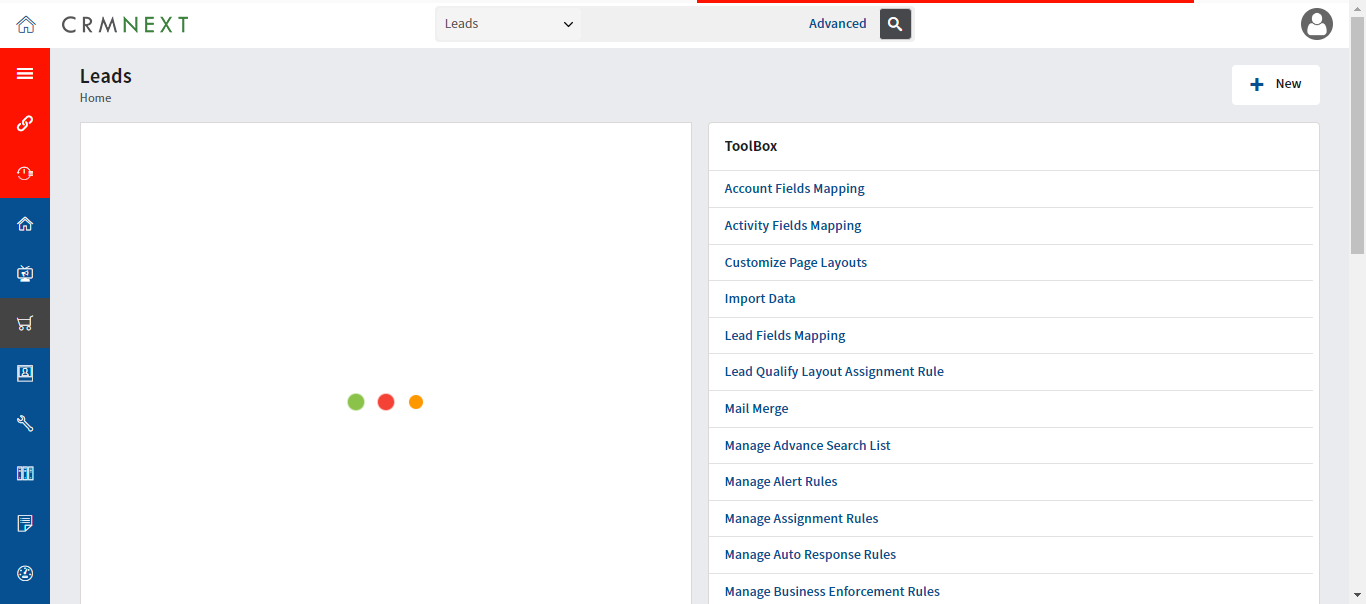 CRMNEXT
Leads
Advanced
Leads
Home
New
ToolBox
Account Fields Mapping
Activity Fields Mapping
Customize Page Layouts
Import Data
Lead Fields Mapping
Lead Qualify Layout Assignment Rule
Mail Merge
Manage Advance Search List
Manage Alert Rules
Manage Assignment Rules
Manage Auto Response Rules
Manage Business Enforcement Rules